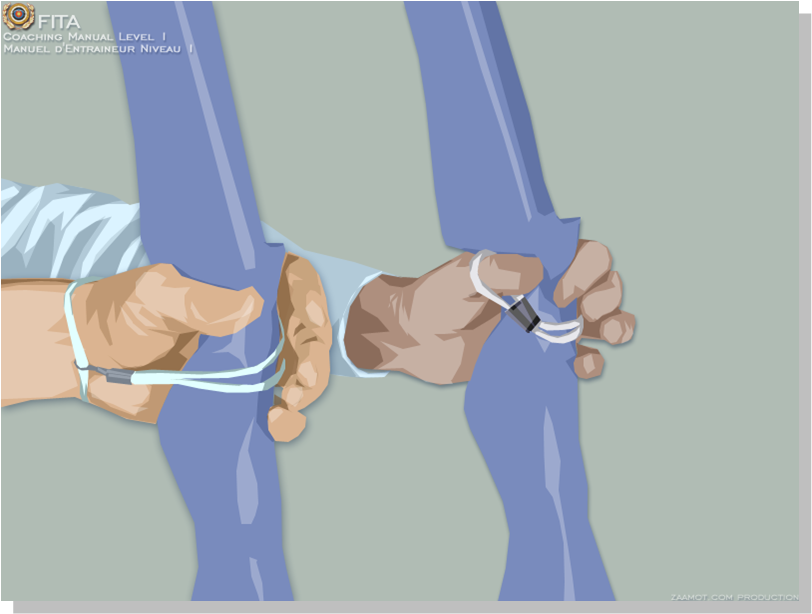 FITA
Coaching Manual Level 1
Manuel d'Entraineur Niveau 1
ZAAMOT.COM PRODUCTION